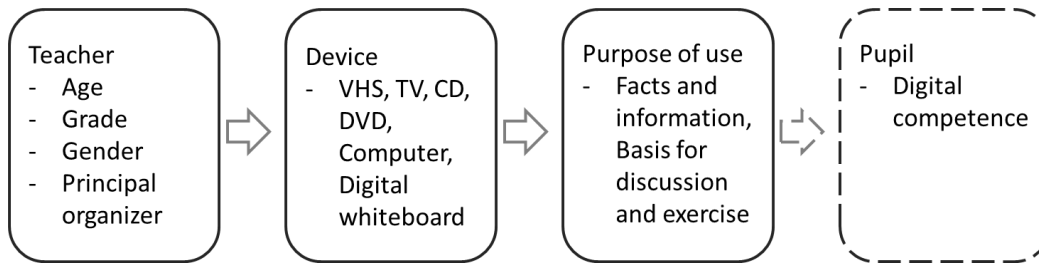 Teacher
- Age
- Grade
- Gender
- Principal
organizer
Device
- VHS, TV, CD,
DVD,
Computer,
Digital
whiteboard
Purpose of use
- Facts and
information,
Basis for
discussion
and exercise
Pupil
- Digital
competence